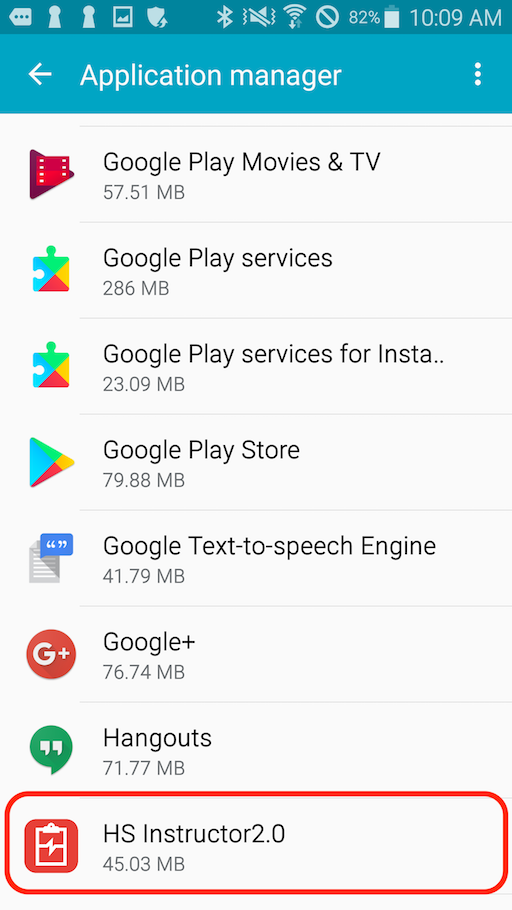 82% 10:09 AM
Application manager
Google Play Movies & TV
57.51 MB
Google Play services
286 MB
Google Play services for Insta..
23.09 MB
Google Play Store
79.88 MB
Google Text-to-speech Engine
41.79 MB
G+ Google+
76.74 MB
Hangouts
71.77 MB
HS Instructor2.0
45.03 MB